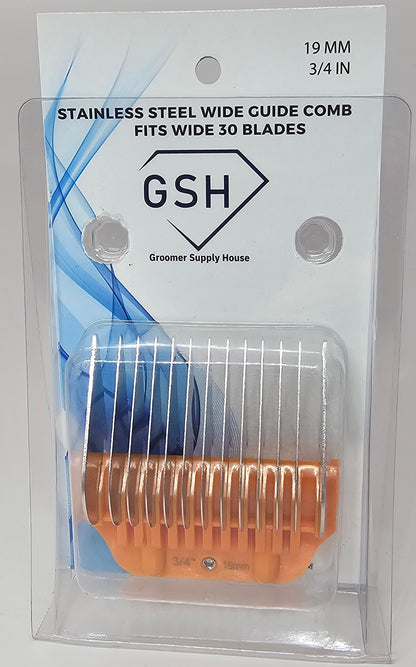 19 MM
3/4 IN
STAINLESS STEEL WIDE GUIDE COMB
FITS WIDE 30 BLADES
GSH
Groomer Supply House
3/4" 19mm